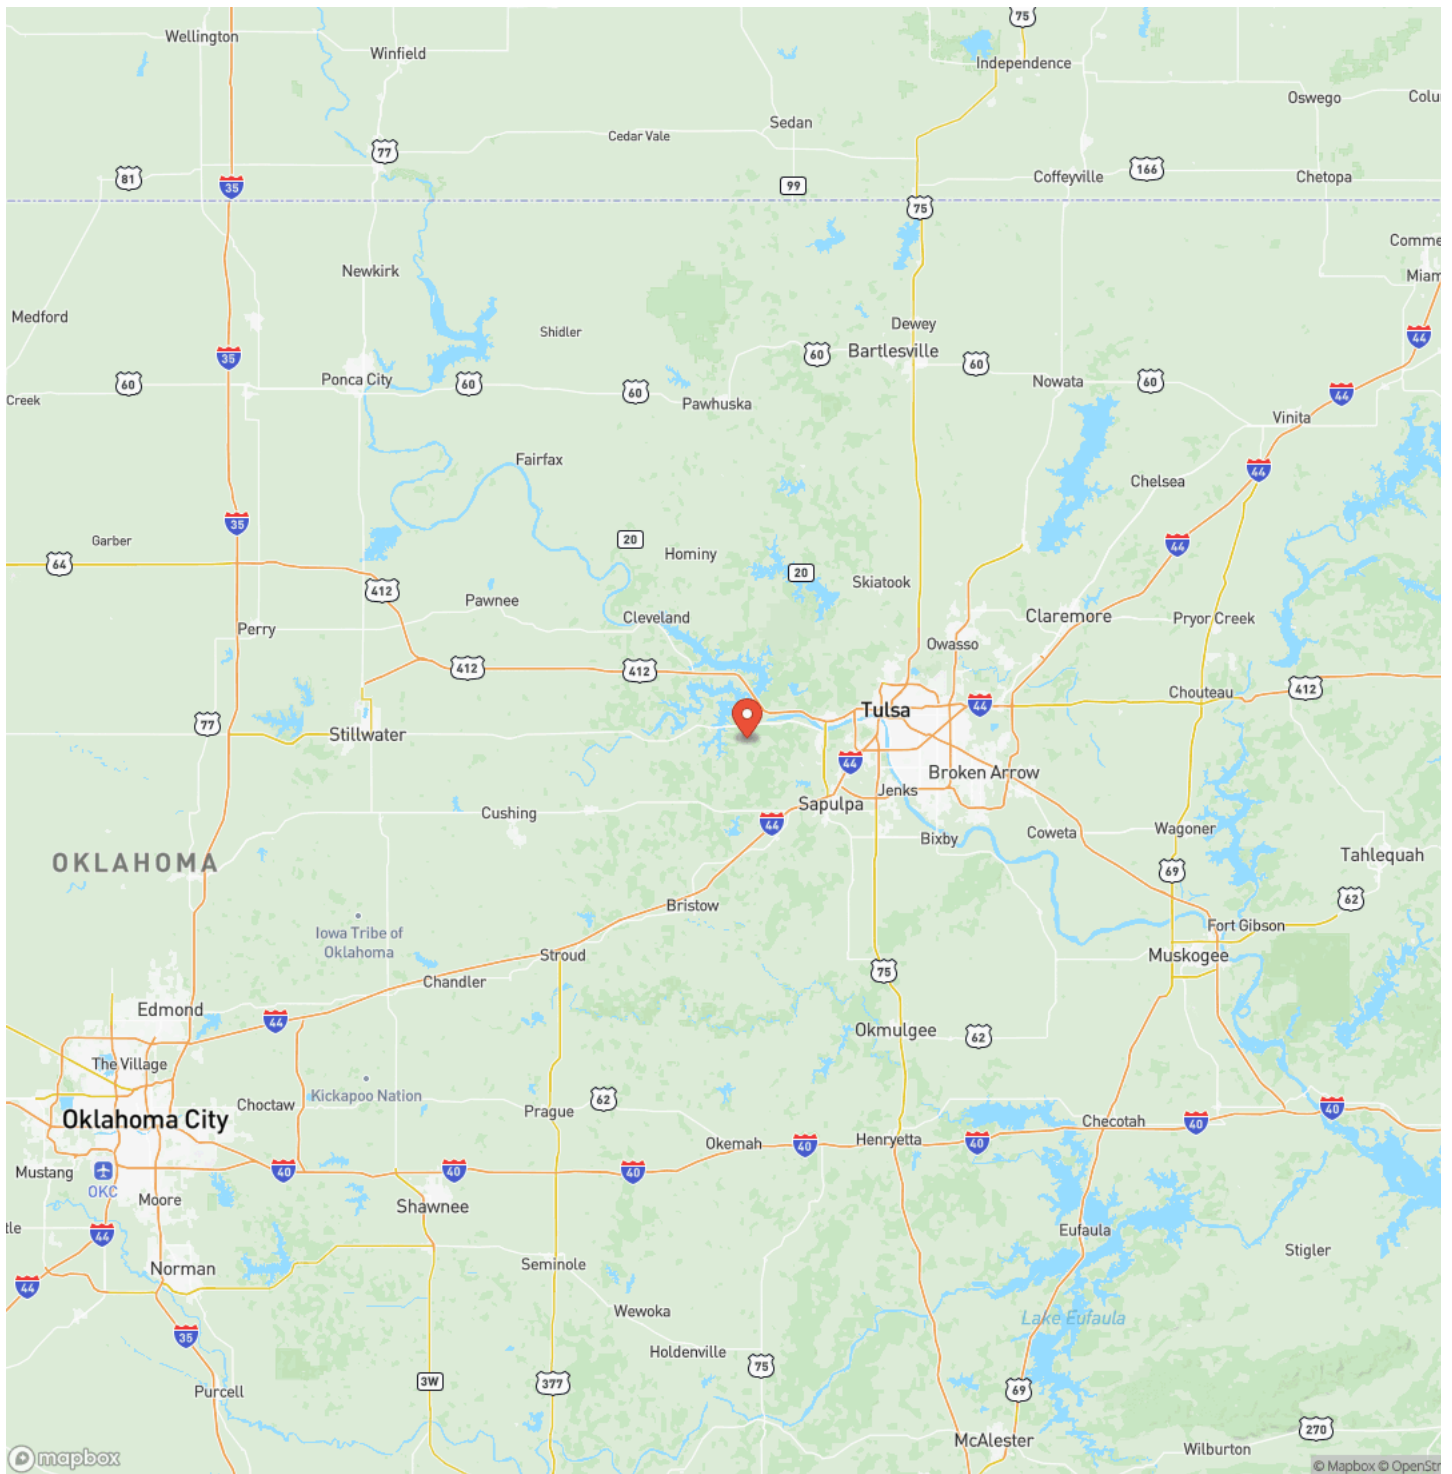 75
Wellington
Winfield
Independence
Oswego
Colu
Sedan
Cedar Vale
77
81
35
99
Coffeyville
166
Chetopa
75
Comme
Newkirk
Miam
Medford
Shidler
Dewey
44
35
60
Bartlesville
60
Ponca City
60
60
60
Nowata
60
44
Creek
Pawhuska
Vinita
Fairfax
44
Chelsea
35
Garber
20
Hominy
44
64
20
Skiatook
412
Pawnee
Cleveland
Claremore
Pryor Creek
Perry
Owasso
412
412
Chouteau
412
44
Tulsa
77
Stillwater
44
Broken Arrow
Jenks
Sapulpa
Cushing
44
Bixby
Coweta
Wagoner
OKLAHOMA
Tahlequah
69
62
Bristow
Iowa Tribe of
Oklahoma
Fort Gibson
Stroud
Muskogee
75
Chandler
Edmond
44
Okmulgee
62
The Village
Kickapoo Nation
62
Choctaw
Prague
40
Oklahoma City
Checotah
40
Okemah
40
Henryetta
40
Mustang
40
40
40
OKC
Moore
Shawnee
tle
44
Eufaula
Stigler
Norman
Seminole
44
Wewoka
Lake Eufaula
35
Holdenville
75
Purcell
3W
377
69
270
McAlester
Wilburton
mapbox
© Mapbox © OpenStr